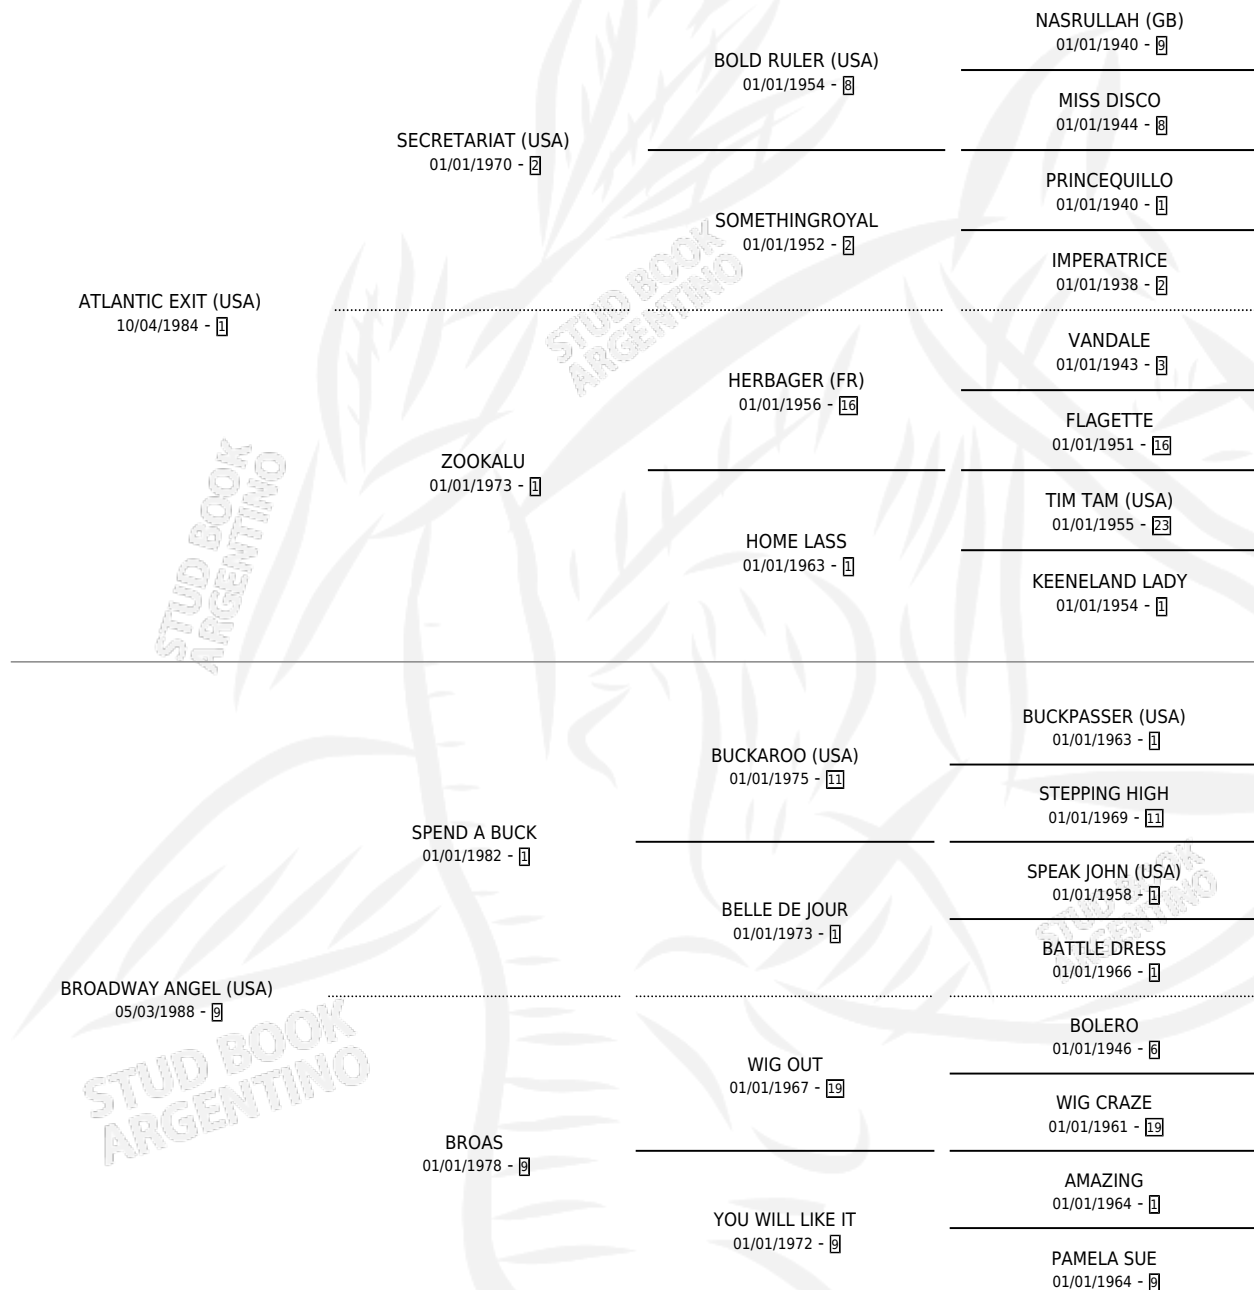 NASRULLAH (GB)
01/01/1940 - 9
BOLD RULER (USA)
01/01/1954 - 8
MISS DISCO
01/01/1944 - 8
SECRETARIAT (USA)
01/01/1970 - 2
PRINCEQUILLO
01/01/1940 - 1
SOMETHINGROYAL
01/01/1952 - 2
IMPERATRICE
01/01/1938 - 2
ATLANTIC EXIT (USA)
10/04/1984 - 1
VANDALE
01/01/1943 - 3
HERBAGER (FR)
01/01/1956 - 16
FLAGETTE
01/01/1951 - 16
ZOOKALU
01/01/1973 - 1
TIM TAM (USA)
01/01/1955 - 23
HOME LASS
01/01/1963 - 1
KEENELAND LADY
01/01/1954 - 1
STUD BOOK
ARGENTINO
STUD BOOK
ARGENTINO
BUCKPASSER (USA)
01/01/1963 - 1
BUCKAROO (USA)
01/01/1975 - 11
STEPPING HIGH
01/01/1969 - 11
SPEND A BUCK
01/01/1982 - 1
SPEAK JOHN (USA)
01/01/1958 - 1
BELLE DE JOUR
01/01/1973 - 1
BATTLE DRESS
01/01/1966 - 1
STUD BOOK
ARGENTINO
BROADWAY ANGEL (USA)
05/03/1988 - 9
BOLERO
01/01/1946 - 6
WIG OUT
01/01/1967 - 19
WIG CRAZE
01/01/1961 - 19
STUD BOOK
ARGENTINO
BROAS
01/01/1978 - 9
AMAZING
01/01/1964 - 1
YOU WILL LIKE IT
01/01/1972 - 9
PAMELA SUE
01/01/1964 - 9